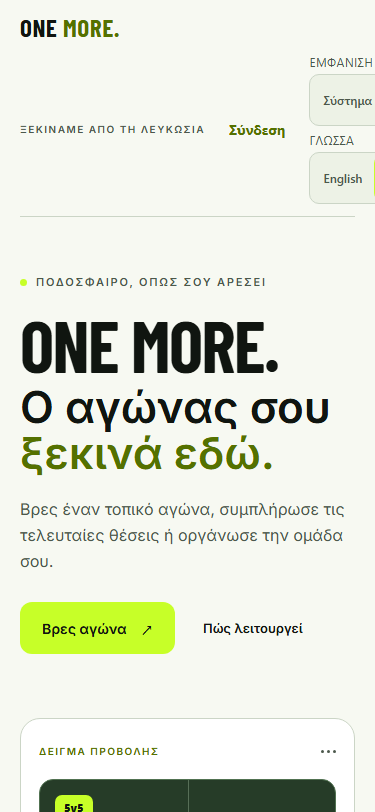 ONE MORE.
ΕΜΦΑΝΙΣΗ
Σύστημα
ΞΕΚΙΝΑΜΕ ΑΠΟ ΤΗ ΛΕΥΚΩΣΙΑ
Σύνδεση
ΓΛΩΣΣΑ
English
ΠΟΔΟΣΦΑΙΡΟ, ΟΠΩΣ ΣΟΥ ΑΡΕΣΕΙ
ONE MORE.
Ο αγώνας σου
ξεκινά εδώ.
Βρες έναν τοπικό αγώνα, συμπλήρωσε τις
τελευταίες θέσεις ή οργάνωσε την ομάδα
σου.
Βρες αγώνα ↗
Πώς λειτουργεί
ΔΕΙΓΜΑ ΠΡΟΒΟΛΗΣ
5v5